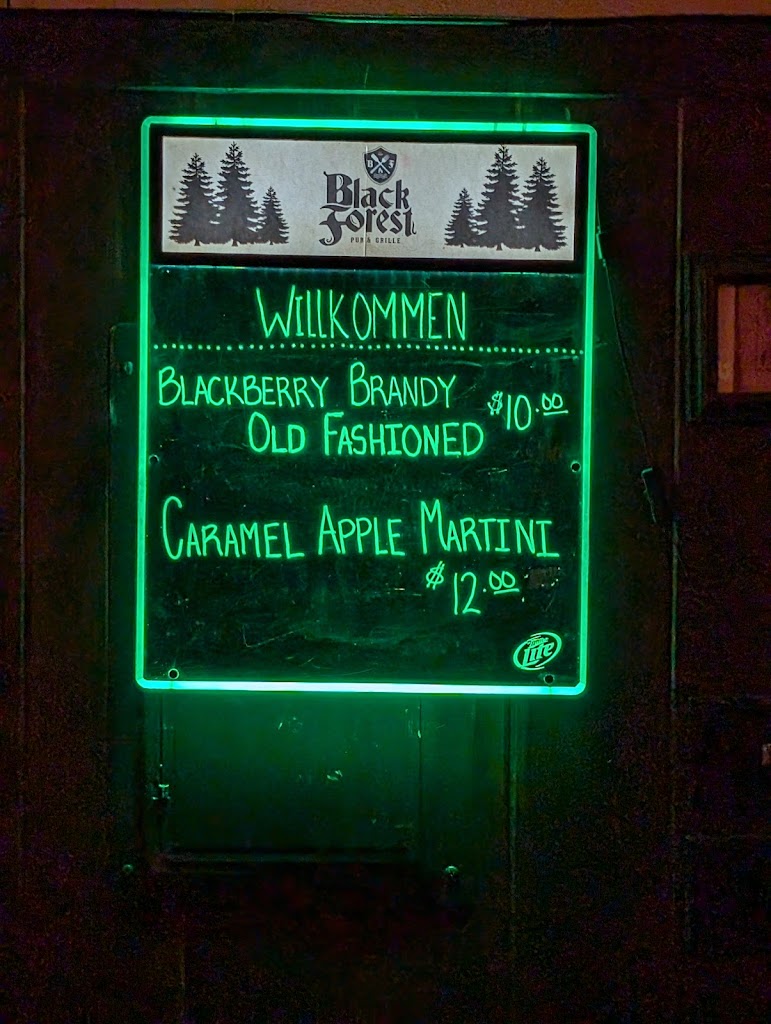 B F
Black
Forest
PUB & GRILLE
WILLKOMMEN
BLACKBERRY BRANDY $10.00
OLD FASHIONED
CARAMEL APPLE MARTINI
$12.00
Lite